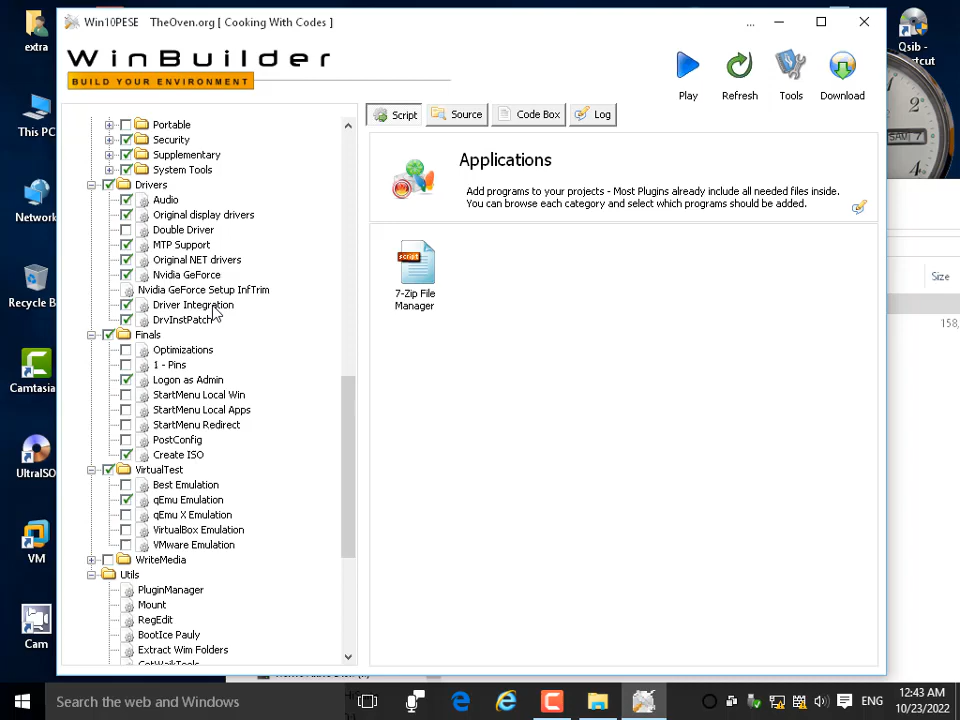 Win10PESE TheOven.org [ Cooking With Codes ]
...
WinBuilder
BUILD YOUR ENVIRONMENT
Play
Refresh
Tools
Download
Script
Source
Code Box
Log
Applications
Add programs to your projects - Most Plugins already include all needed files inside.
You can browse each category and select which programs should be added.
script
7-Zip File
Manager
Portable
Security
Supplementary
System Tools
Drivers
Audio
Original display drivers
Double Driver
MTP Support
Original NET drivers
Nvidia GeForce
Nvidia GeForce Setup InfTrim
Driver Integration
DrvInstPatch
Finals
Optimizations
1 - Pins
Logon as Admin
StartMenu Local Win
StartMenu Local Apps
StartMenu Redirect
PostConfig
Create ISO
VirtualTest
Best Emulation
qEmu Emulation
qEmu X Emulation
VirtualBox Emulation
VMware Emulation
WriteMedia
Utils
PluginManager
Mount
RegEdit
BootIce Pauly
Extract Wim Folders
extra
This PC
Network
Recycle B
Camtasia
UltraISO
VM
Cam
Qsib -
Size
158,
Search the web and Windows
ENG
12:43 AM
10/23/2022